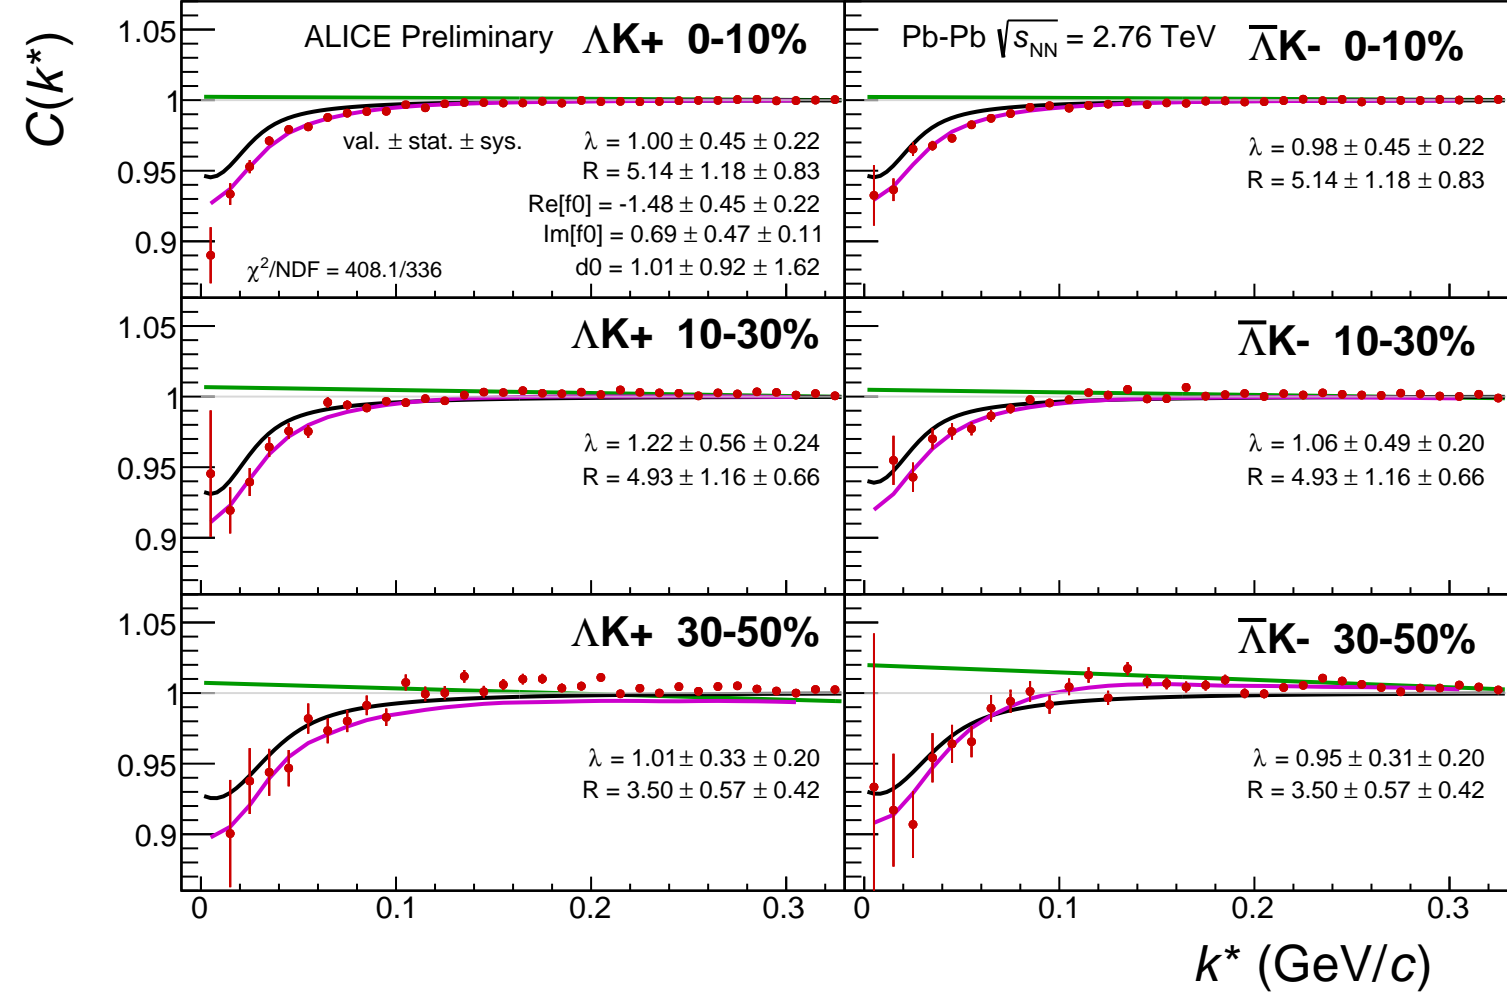 C(k*)
ALICE Preliminary ΛK+ 0-10%
val. ± stat. ± sys.
λ = 1.00 ± 0.45 ± 0.22
R = 5.14 ± 1.18 ± 0.83
Re[f0] = -1.48 ± 0.45 ± 0.22
Im[f0] = 0.69 ± 0.47 ± 0.11
d0 = 1.01 ± 0.92 ± 1.62
χ²/NDF = 408.1/336
1.05
1
0.95
0.9
Pb-Pb √sNN = 2.76 TeV Λ̅K- 0-10%
λ = 0.98 ± 0.45 ± 0.22
R = 5.14 ± 1.18 ± 0.83
ΛK+ 10-30%
λ = 1.22 ± 0.56 ± 0.24
R = 4.93 ± 1.16 ± 0.66
1.05
1
0.95
0.9
Λ̅K- 10-30%
λ = 1.06 ± 0.49 ± 0.20
R = 4.93 ± 1.16 ± 0.66
ΛK+ 30-50%
λ = 1.01 ± 0.33 ± 0.20
R = 3.50 ± 0.57 ± 0.42
1.05
1
0.95
0.9
Λ̅K- 30-50%
λ = 0.95 ± 0.31 ± 0.20
R = 3.50 ± 0.57 ± 0.42
0 0.1 0.2 0.3 0 0.1 0.2 0.3
k* (GeV/c)